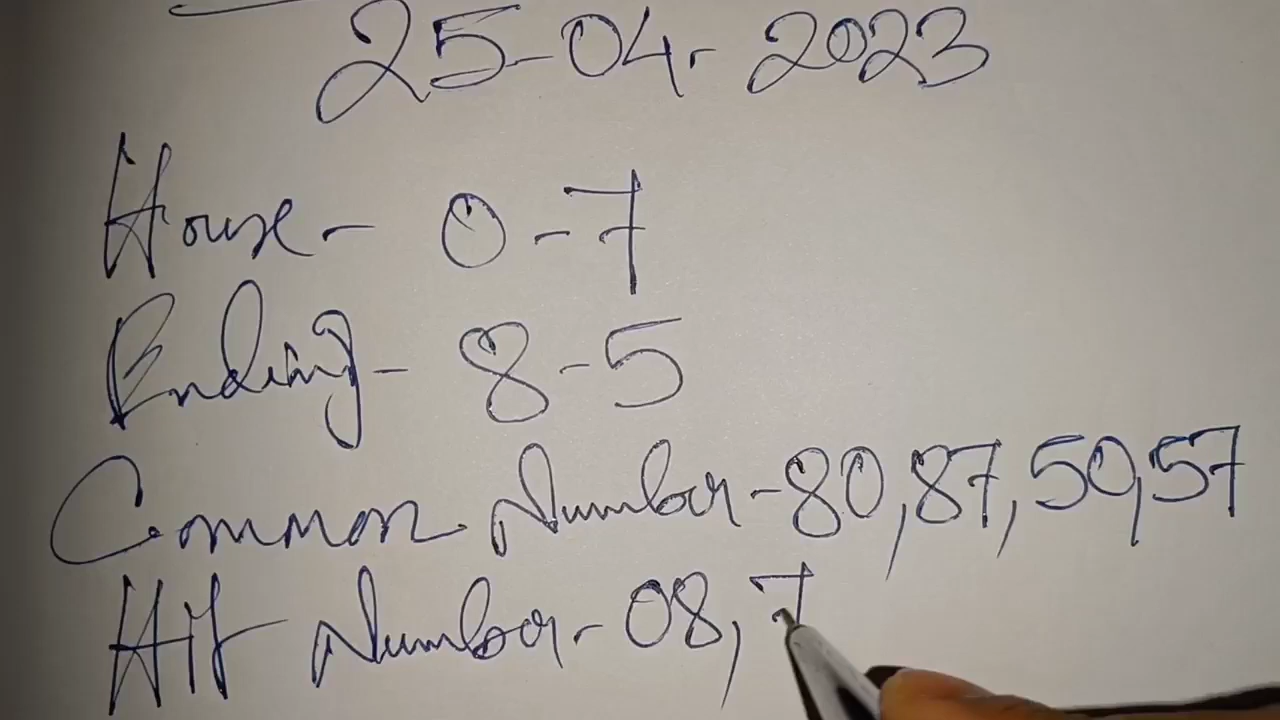 25-04-2023
House- 0-7
Ending- 8-5
Common Number-80,87,50,57
Hit Number-08, 7